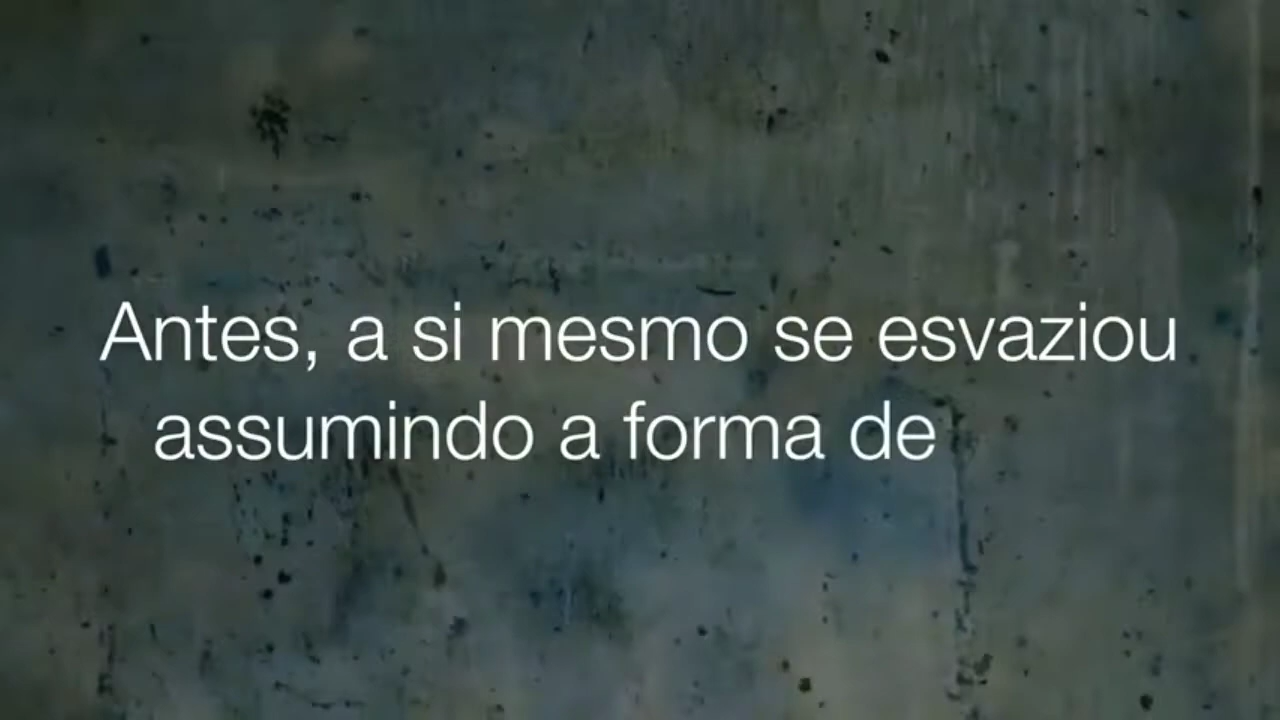 Antes, a si mesmo se esvaziou
assumindo a forma de